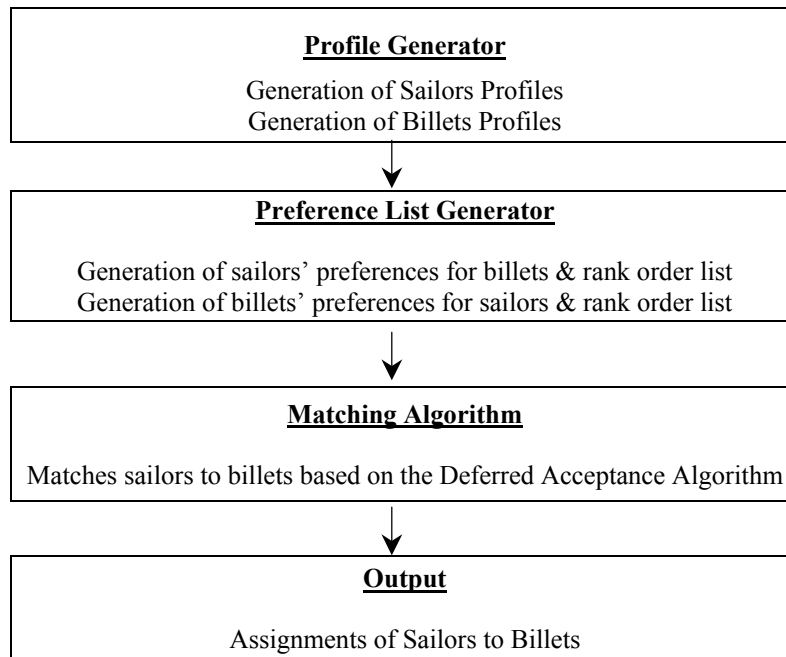 Profile Generator
Generation of Sailors Profiles
Generation of Billets Profiles
Preference List Generator
Generation of sailors’ preferences for billets & rank order list
Generation of billets’ preferences for sailors & rank order list
Matching Algorithm
Matches sailors to billets based on the Deferred Acceptance Algorithm
Output
Assignments of Sailors to Billets